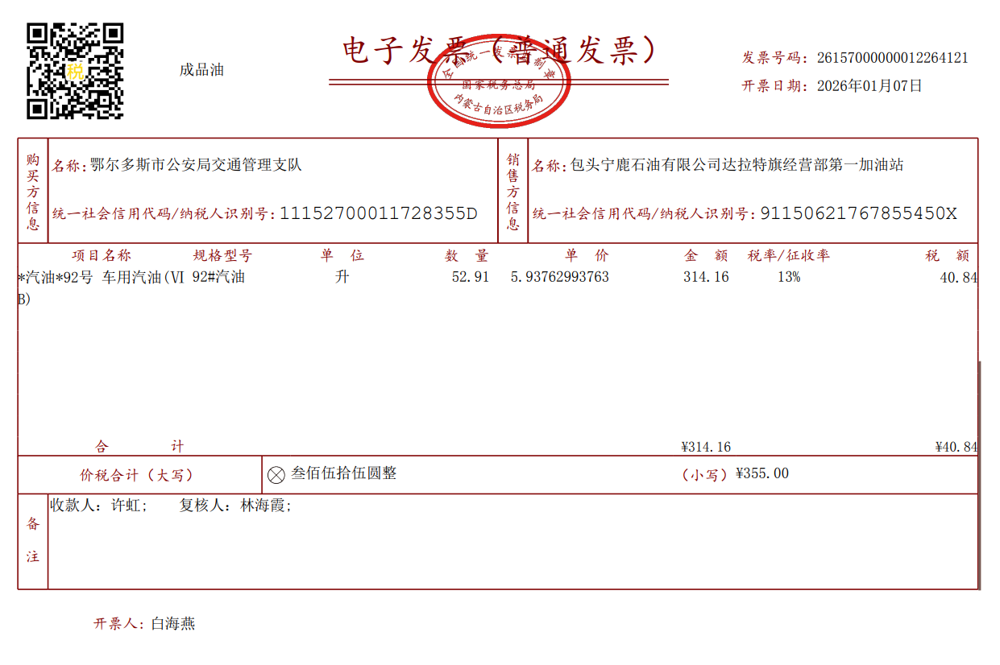 税
成品油
电子发票（普通发票）
全国统一发票监制章
国家税务总局
内蒙古自治区税务局
发票号码：26157000000012264121
开票日期：2026年01月07日
购买方信息
名称：鄂尔多斯市公安局交通管理支队
统一社会信用代码/纳税人识别号：11152700011728355D
销售方信息
名称：包头宁鹿石油有限公司达拉特旗经营部第一加油站
统一社会信用代码/纳税人识别号：91150621767855450X
项目名称 规格型号 单 位 数 量 单 价 金 额 税率/征收率 税 额
*汽油*92号 车用汽油(VI 92#汽油 升 52.91 5.93762993763 314.16 13% 40.84
B)
合 计 ¥314.16 ¥40.84
价税合计（大写） 叁佰伍拾伍圆整 （小写）¥355.00
备注
收款人：许虹; 复核人：林海霞;
开票人：白海燕